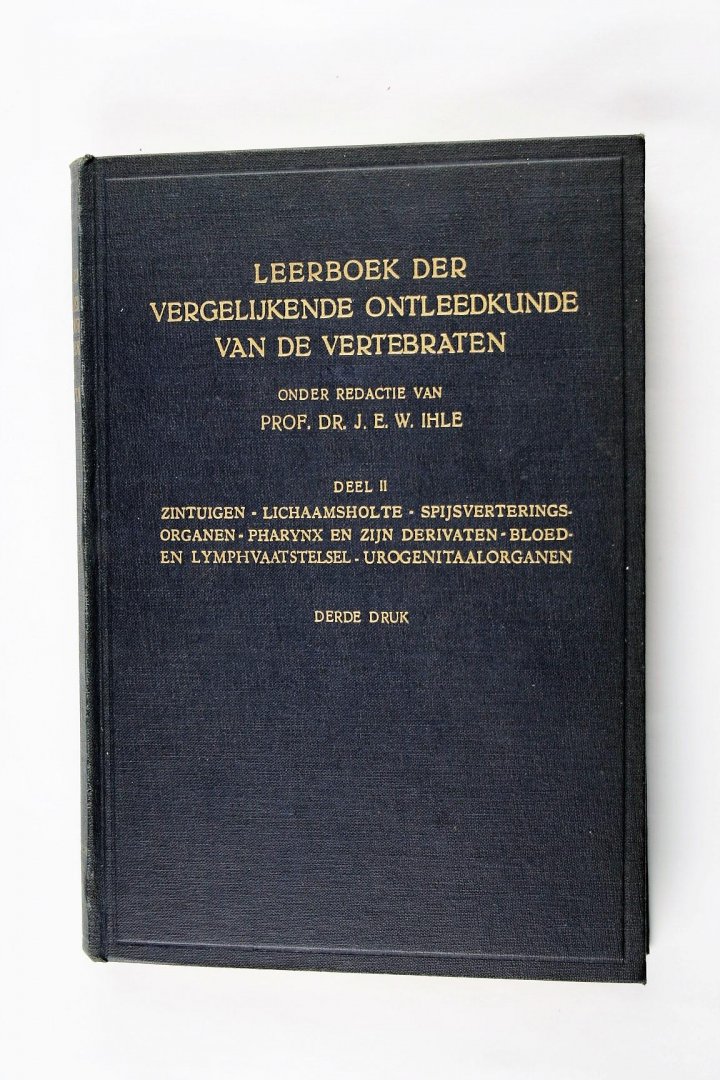 LEERBOEK DER
VERGELIJKENDE ONTLEEDKUNDE
VAN DE VERTEBRATEN
ONDER REDACTIE VAN
PROF. DR. J. E. W. IHLE
DEEL II
ZINTUIGEN - LICHAAMSHOLTE - SPIJSVERTERINGS-
ORGANEN - PHARYNX EN ZIJN DERIVATEN - BLOED-
EN LYMPHVAATSTELSEL - UROGENITAALORGANEN
DERDE DRUK